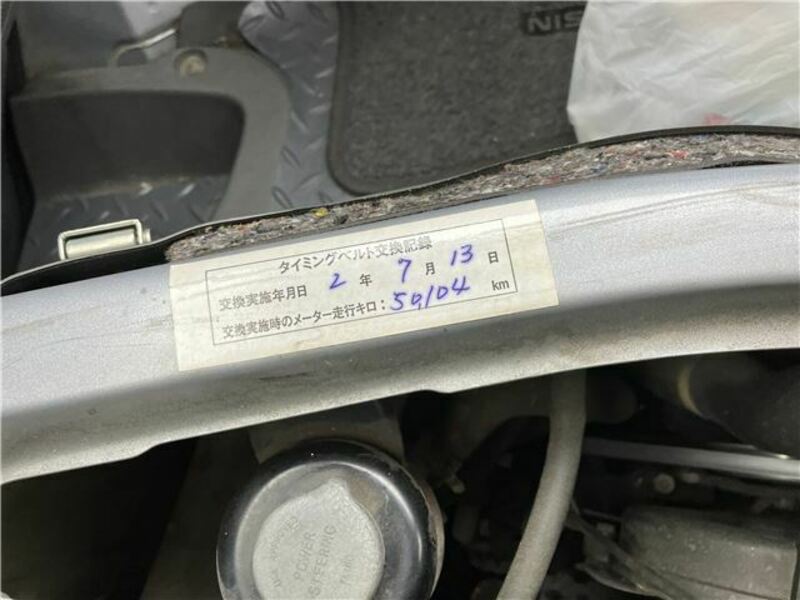 NIS
タイミングベルト交換記録
交換実施年月日 2 年 7 月 13 日
交換実施時のメーター走行キロ：59104 km
POWER
STEERING